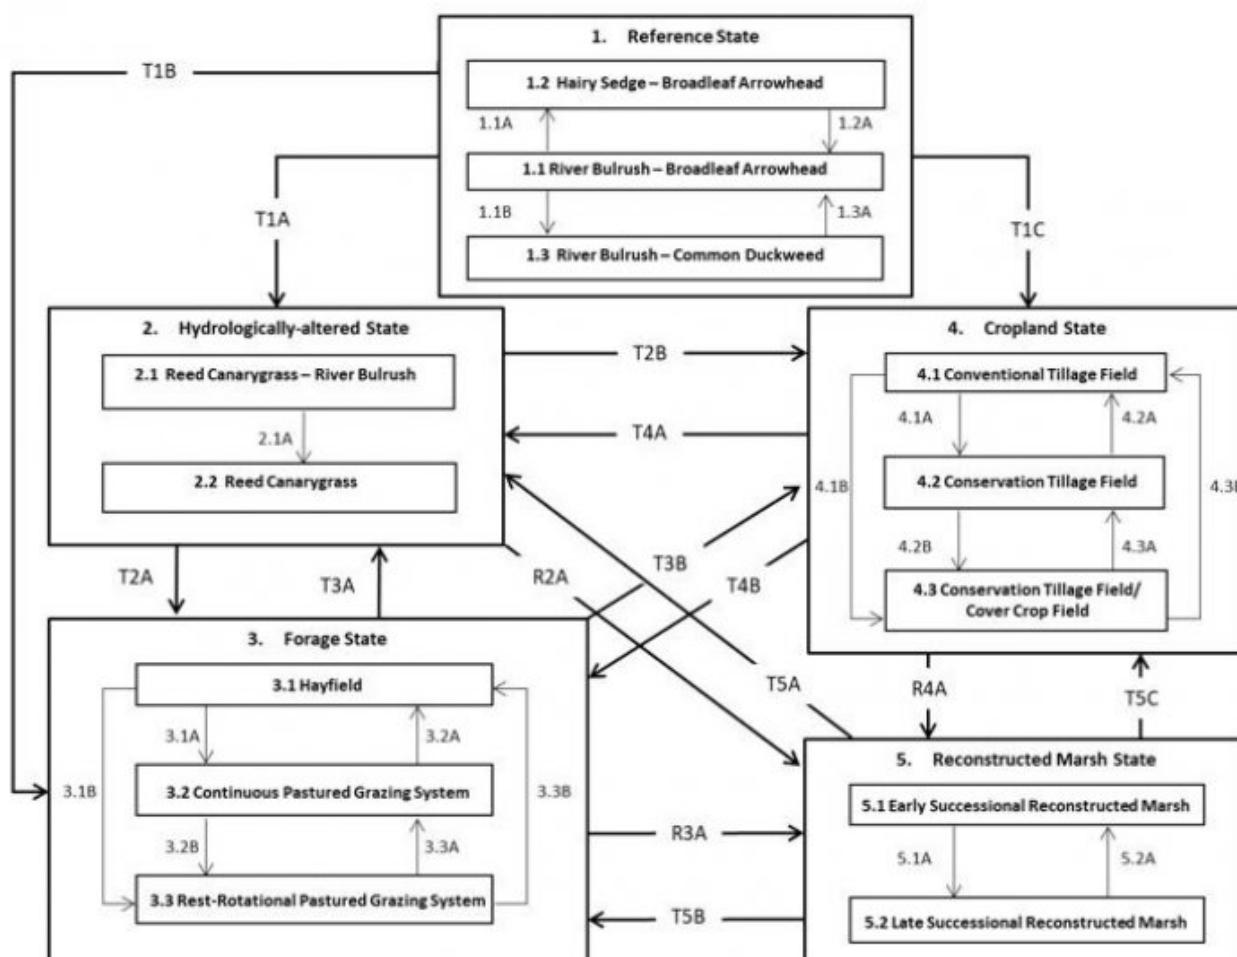 1. Reference State
T1B
1.2 Hairy Sedge – Broadleaf Arrowhead
1.1A
1.2A
1.1 River Bulrush – Broadleaf Arrowhead
1.1B
1.3A
1.3 River Bulrush – Common Duckweed
T1A
T1C
2. Hydrologically-altered State
2.1 Reed Canarygrass – River Bulrush
2.1A
2.2 Reed Canarygrass
T2B
T4A
4. Cropland State
4.1 Conventional Tillage Field
4.1A
4.2A
4.1B
4.2 Conservation Tillage Field
4.3B
4.2B
4.3A
4.3 Conservation Tillage Field/
Cover Crop Field
T2A
T3A
R2A
T3B
T4B
3. Forage State
3.1 Hayfield
3.1A
3.2A
3.1B
3.2 Continuous Pastured Grazing System
3.3B
3.2B
3.3A
3.3 Rest-Rotational Pastured Grazing System
T5A
R4A
T5C
R3A
T5B
5. Reconstructed Marsh State
5.1 Early Successional Reconstructed Marsh
5.1A
5.2A
5.2 Late Successional Reconstructed Marsh